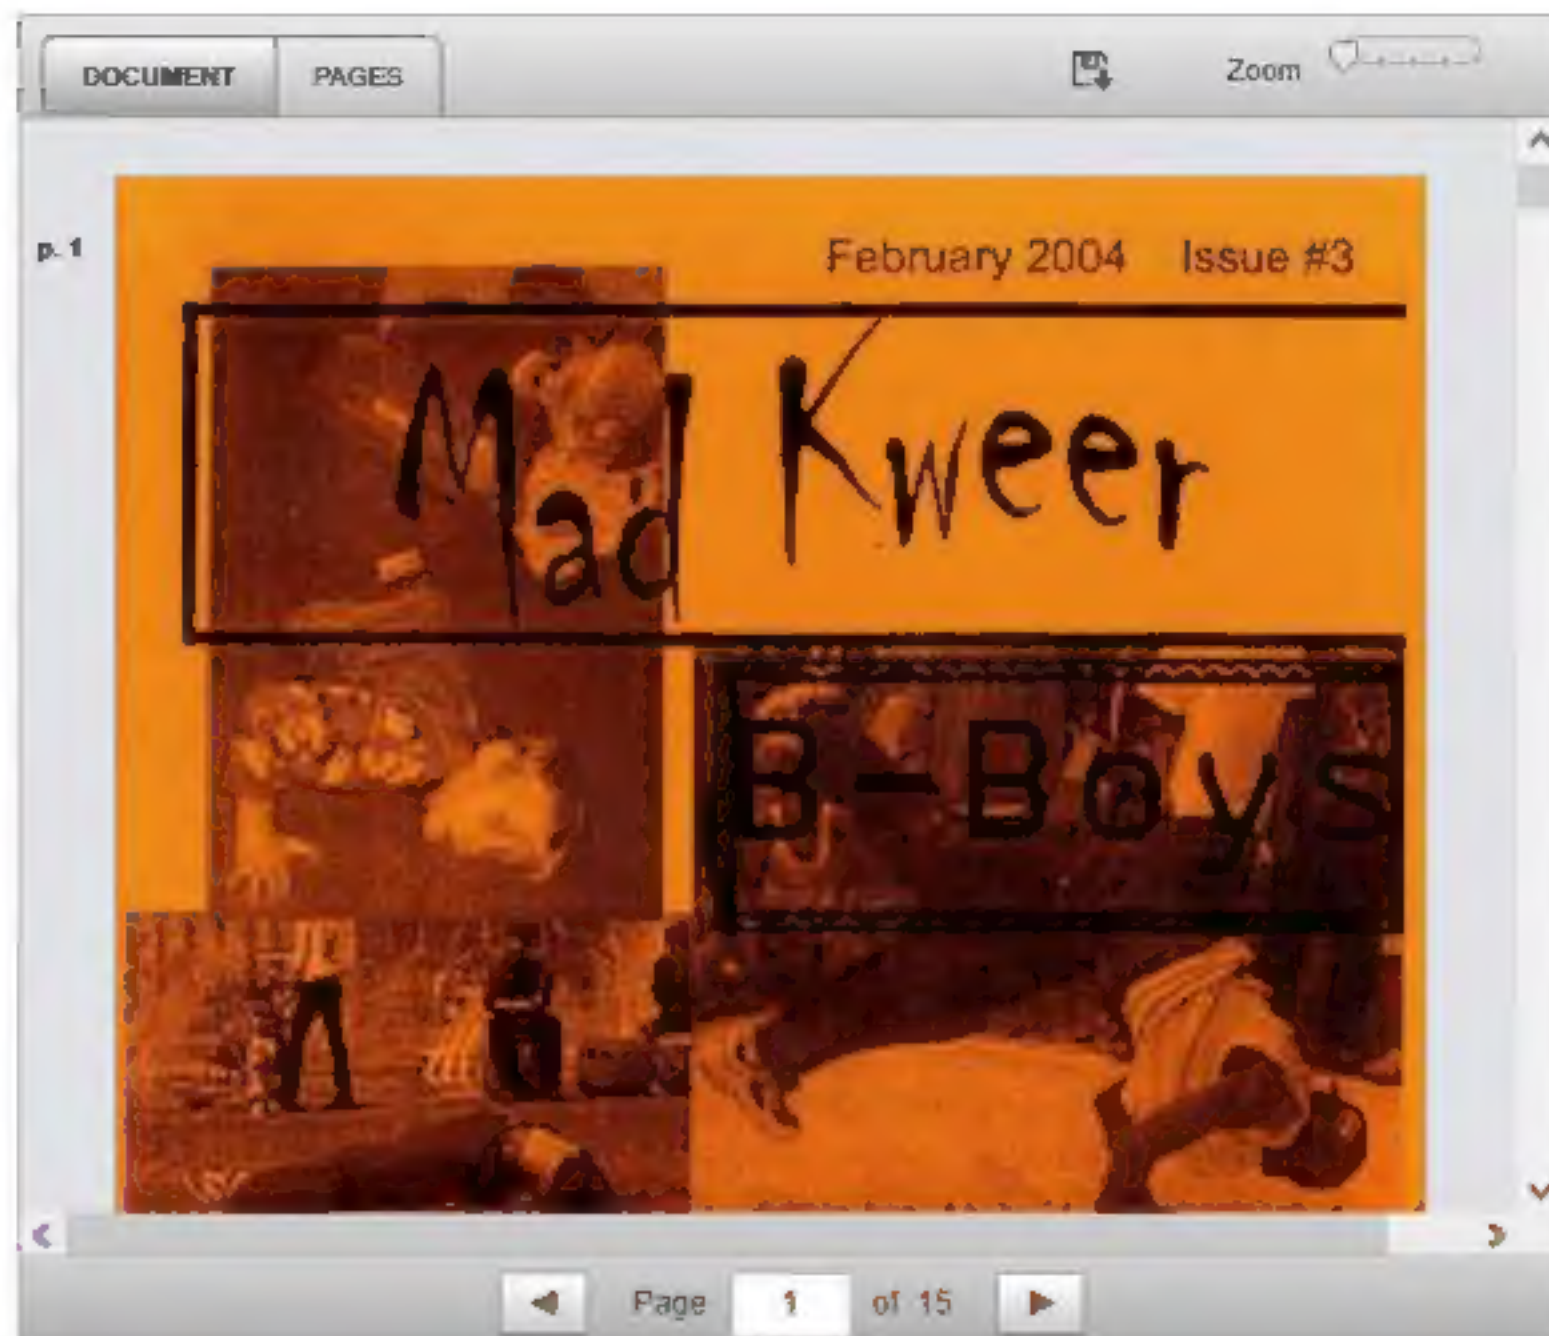 DOCUMENT PAGES Zoom
p. 1
February 2004 Issue #3
Mad Kweer
B-Boys
Page 1 of 15